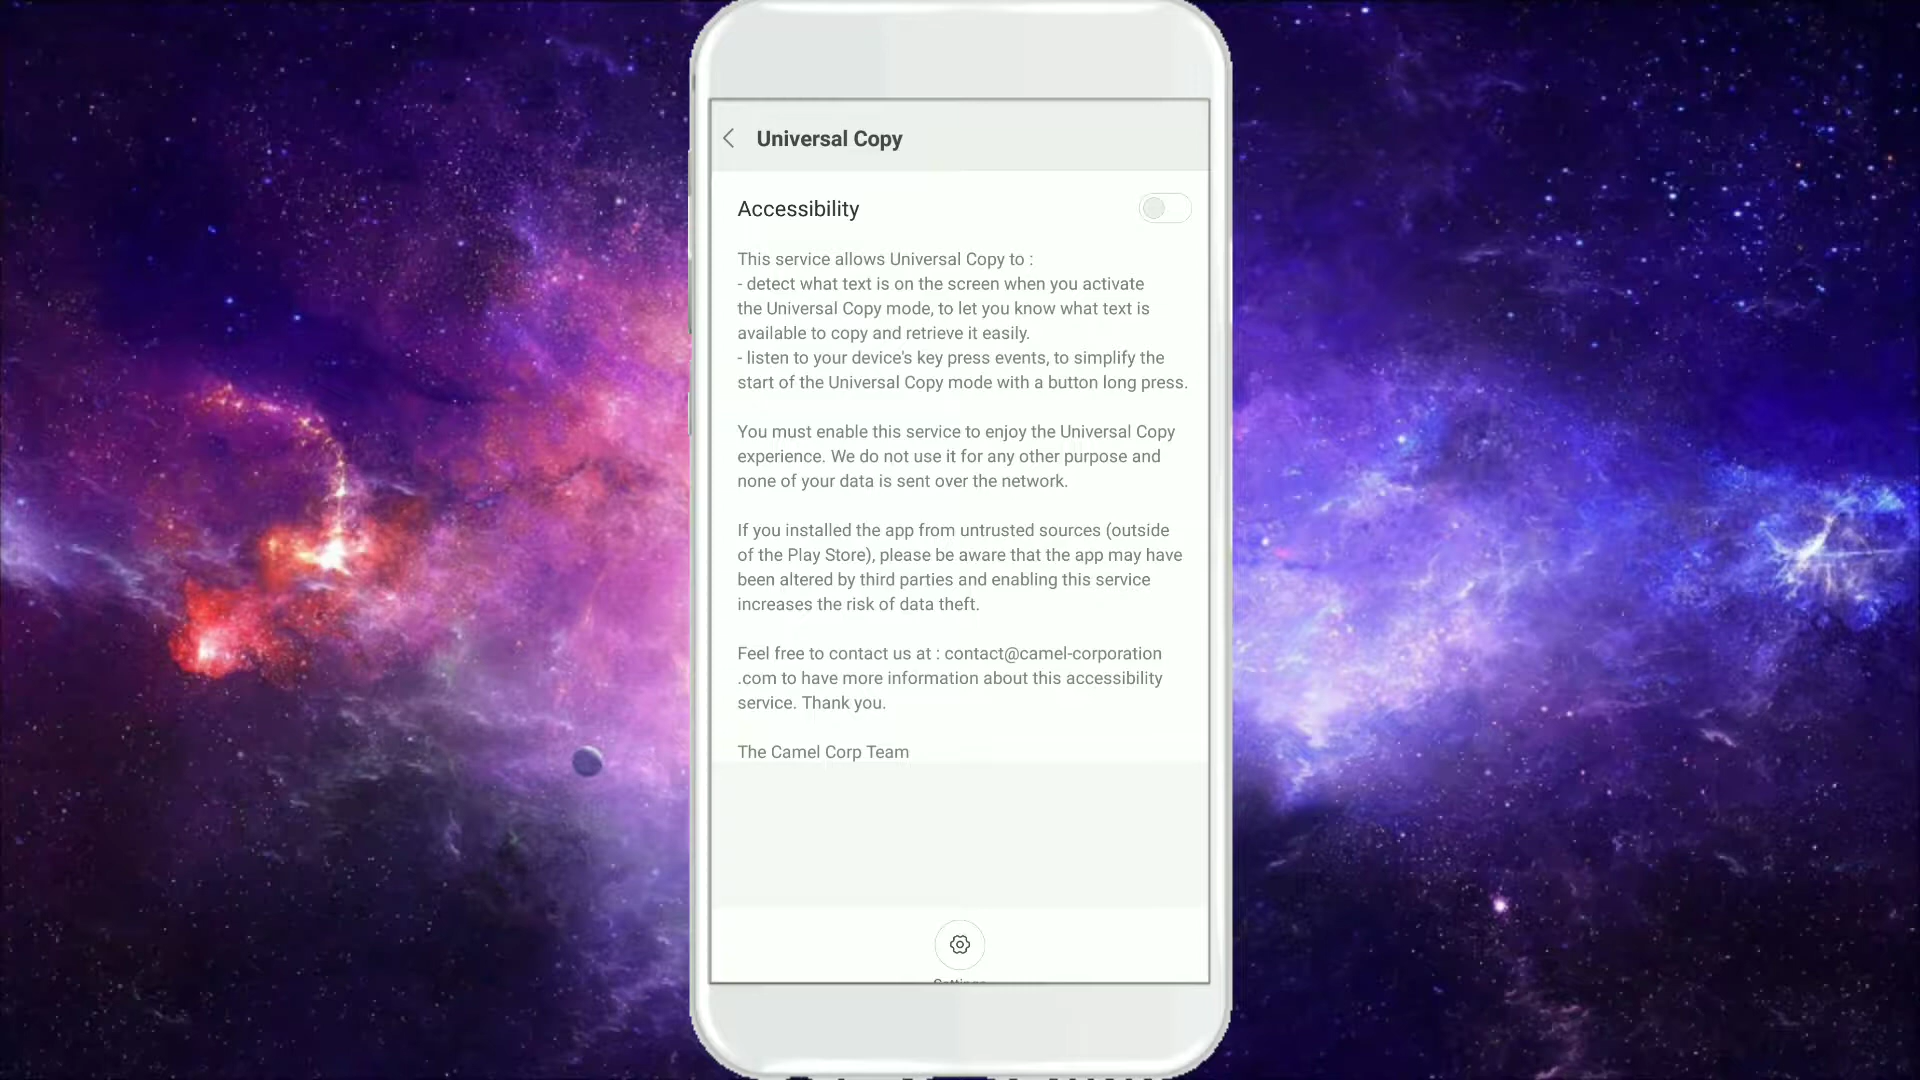 Universal Copy
Accessibility
This service allows Universal Copy to :
- detect what text is on the screen when you activate
the Universal Copy mode, to let you know what text is
available to copy and retrieve it easily.
- listen to your device's key press events, to simplify the
start of the Universal Copy mode with a button long press.
You must enable this service to enjoy the Universal Copy
experience. We do not use it for any other purpose and
none of your data is sent over the network.
If you installed the app from untrusted sources (outside
of the Play Store), please be aware that the app may have
been altered by third parties and enabling this service
increases the risk of data theft.
Feel free to contact us at : contact@camel-corporation
.com to have more information about this accessibility
service. Thank you.
The Camel Corp Team
Settings